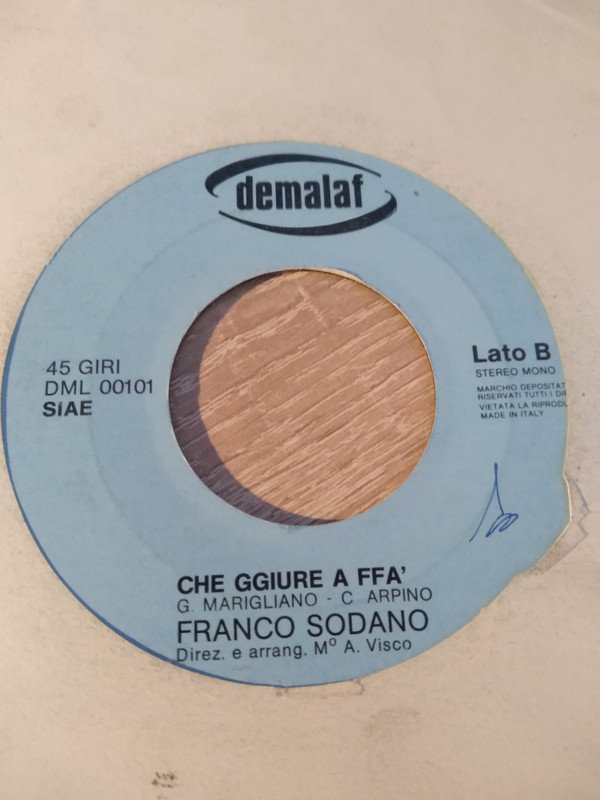 demalaf
45 GIRI
DML 00101
SIAE
Lato B
STEREO MONO
MARCHIO DEPOSITAT
RISERVATI TUTTI I DIR
VIETATA LA RIPRODU
MADE IN ITALY
CHE GGIURE A FFA'
G. MARIGLIANO - C. ARPINO
FRANCO SODANO
Direz. e arrang. Mº A. Visco